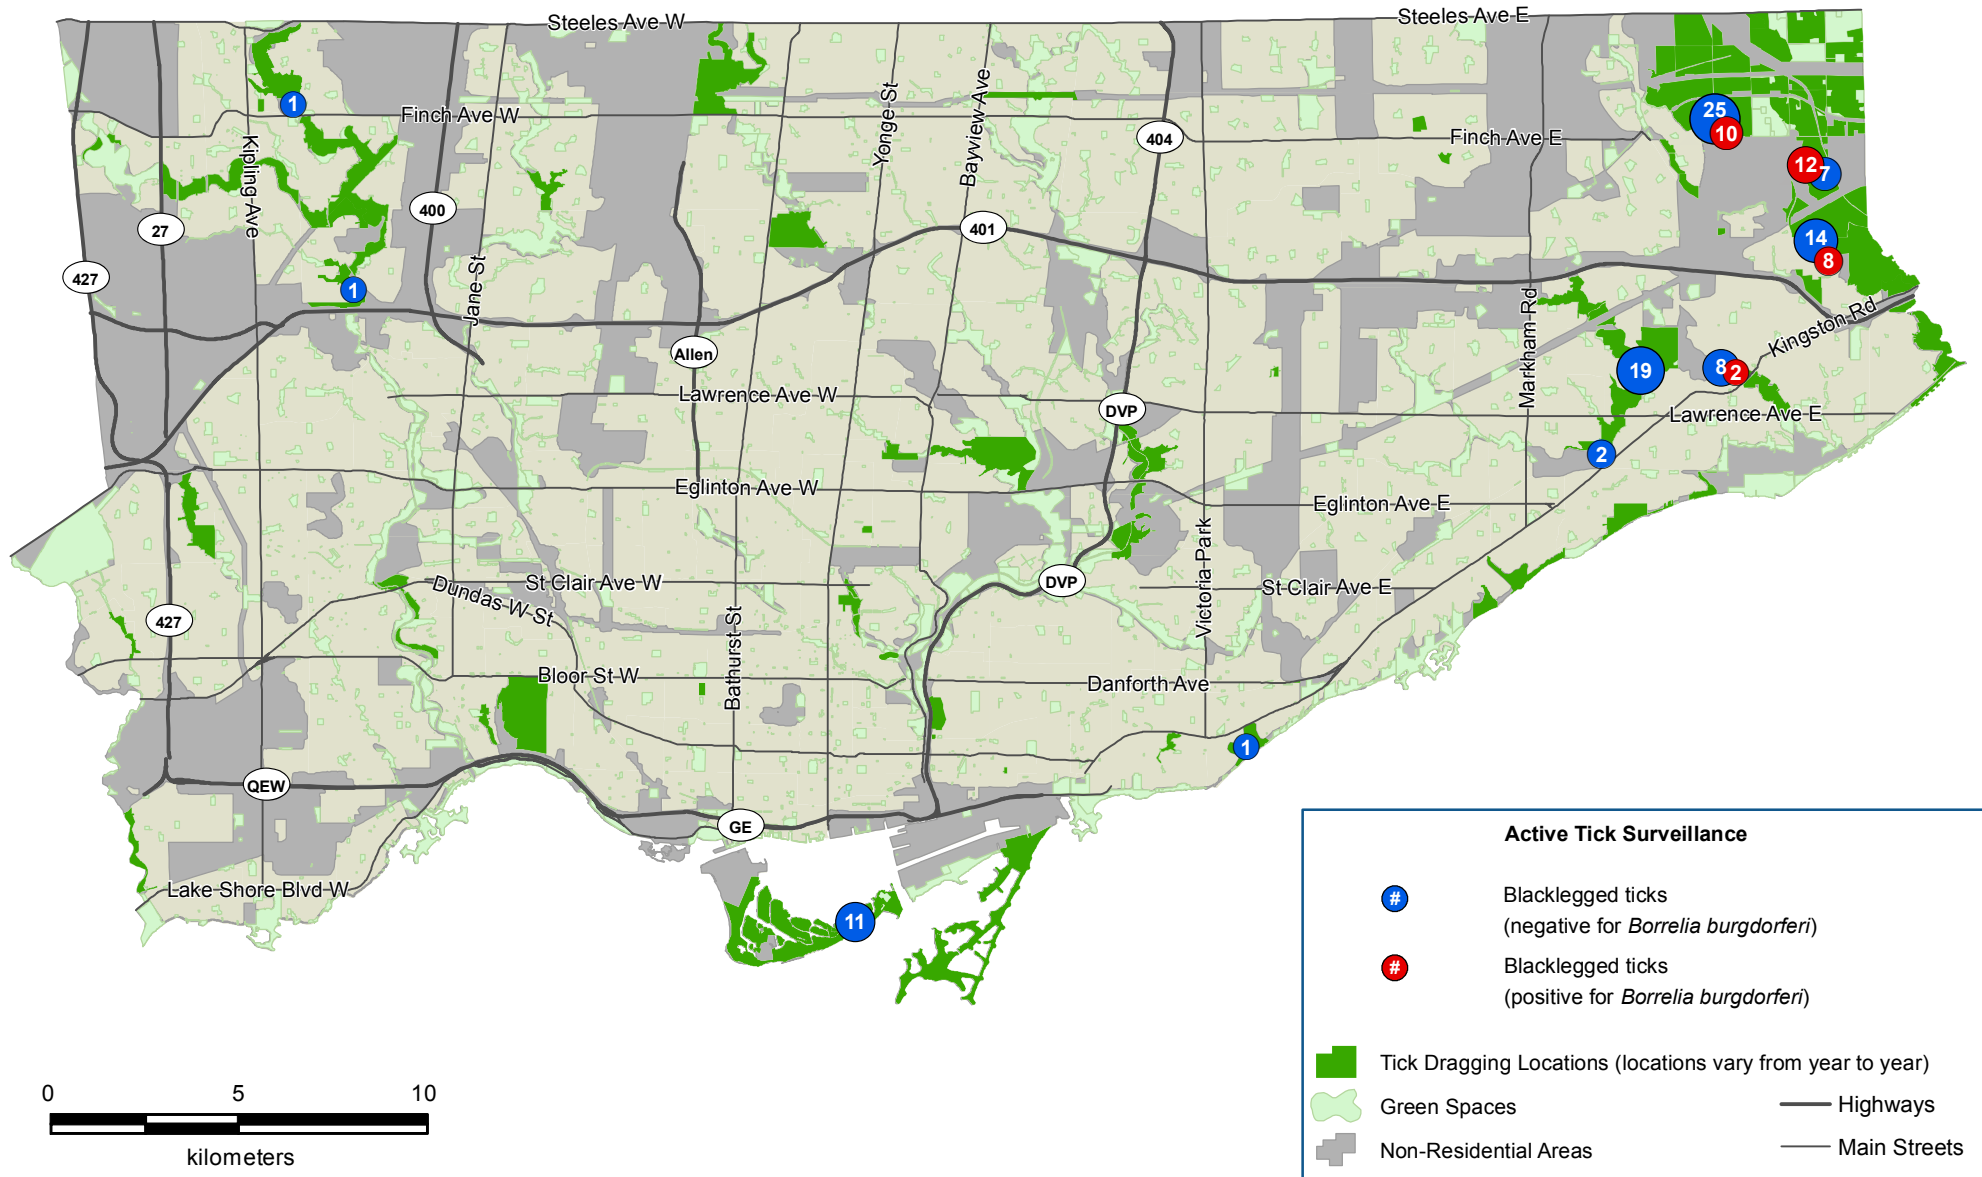 Steeles Ave W
Steeles Ave E
1
Finch Ave W
Kipling Ave
Yonge St
Bayview Ave
404
Finch Ave E
25
10
12
7
400
27
401
14
8
427
1
Jane St
Allen
Markham Rd
Kingston Rd
19
8
2
Lawrence Ave W
DVP
Lawrence Ave E
2
Eglinton Ave W
Eglinton Ave E
Victoria Park
St Clair Ave W
DVP
St Clair Ave E
Dundas W St
427
Bathurst St
Bloor St W
Danforth Ave
1
QEW
GE
Lake Shore Blvd W
11
Active Tick Surveillance
# Blacklegged ticks
(negative for Borrelia burgdorferi)
# Blacklegged ticks
(positive for Borrelia burgdorferi)
Tick Dragging Locations (locations vary from year to year)
Green Spaces
Highways
Non-Residential Areas
Main Streets
0 5 10
kilometers